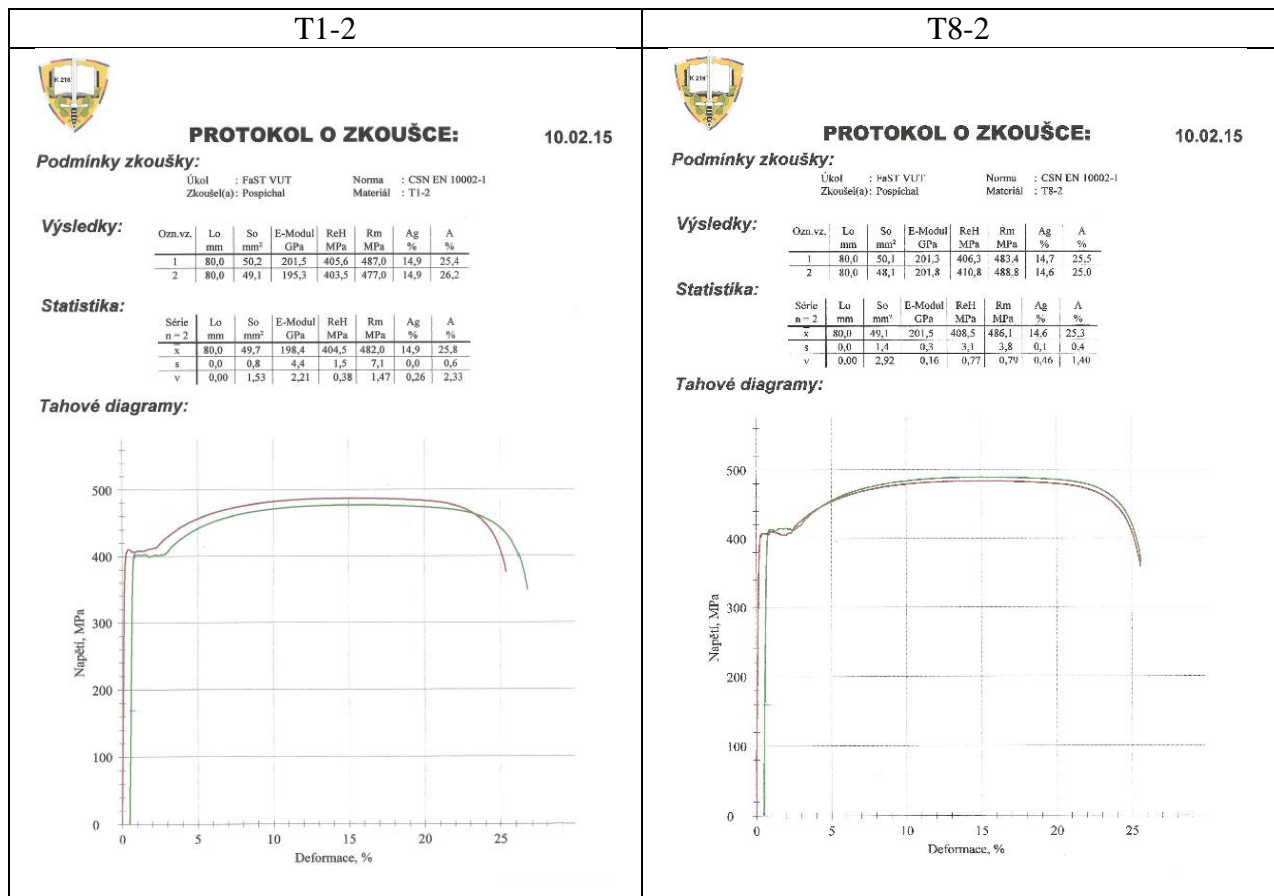 T1-2
K 216
PROTOKOL O ZKOUŠCE: 10.02.15
Podmínky zkoušky:
Úkol : FaST VUT Norma : CSN EN 10002-1
Zkoušel(a) : Pospíchal Materiál : T1-2
Výsledky:
Ozn.vz. Lo So E-Modul ReH Rm Ag A
mm mm² GPa MPa MPa % %
1 80,0 50,2 201,5 405,6 487,0 14,9 25,4
2 80,0 49,1 195,3 403,5 477,0 14,9 26,2
Statistika:
Série Lo So E-Modul ReH Rm Ag A
n = 2 mm mm² GPa MPa MPa % %
x̄ 80,0 49,7 198,4 404,5 482,0 14,9 25,8
s 0,0 0,8 4,4 1,5 7,1 0,0 0,6
v 0,00 1,53 2,21 0,38 1,47 0,26 2,33
Tahové diagramy:
500
400
300
200
100
0
Napětí, MPa
0 5 10 15 20 25
Deformace, %
T8-2
K 216
PROTOKOL O ZKOUŠCE: 10.02.15
Podmínky zkoušky:
Úkol : FaST VUT Norma : CSN EN 10002-1
Zkoušel(a) : Pospíchal Materiál : T8-2
Výsledky:
Ozn.vz. Lo So E-Modul ReH Rm Ag A
mm mm² GPa MPa MPa % %
1 80,0 50,1 201,3 406,3 483,4 14,7 25,5
2 80,0 48,1 201,8 410,8 488,8 14,6 25,0
Statistika:
Série Lo So E-Modul ReH Rm Ag A
n = 2 mm mm² GPa MPa MPa % %
x̄ 80,0 49,1 201,5 408,5 486,1 14,6 25,3
s 0,0 1,4 0,3 3,1 3,8 0,1 0,4
v 0,00 2,92 0,16 0,77 0,79 0,46 1,40
Tahové diagramy:
500
400
300
200
100
0
Napětí, MPa
0 5 10 15 20 25
Deformace, %